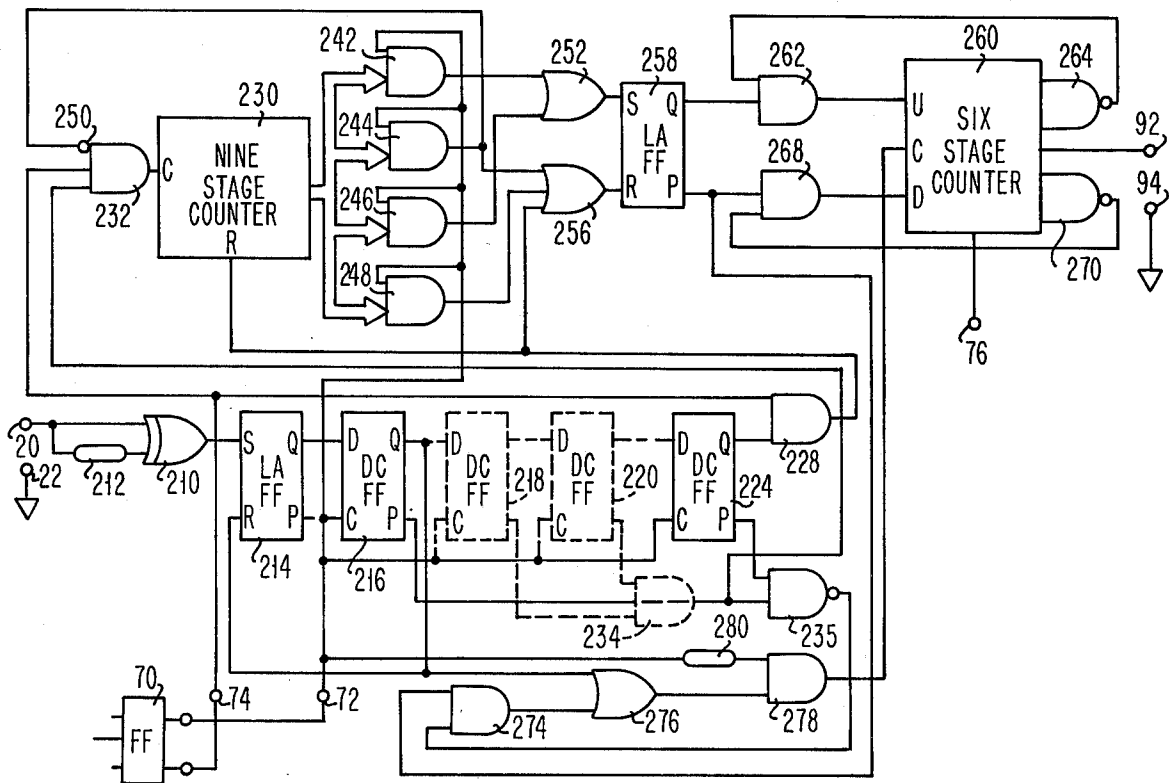 242
252
258
262
260
264
250
230
S Q
LA
FF
R P
U
C
D
SIX
STAGE
COUNTER
92
94
244
C
NINE
STAGE
COUNTER
R
232
246
256
268
270
248
76
20
22
212
210
S Q
LA
FF
R P
214
D Q
DC
FF
C P
216
D
DC
FF
C
218
D
DC
FF
C
220
D Q
DC
FF
C P
224
228
234
235
280
70
FF
74
72
274
276
278